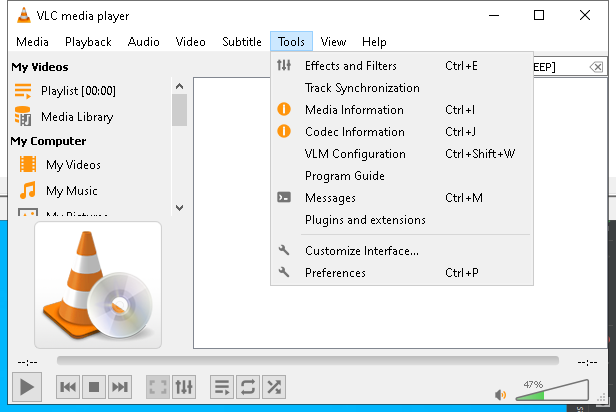 VLC media player
Media Playback Audio Video Subtitle Tools View Help
My Videos
Playlist [00:00]
Media Library
My Computer
My Videos
My Music
My Pictures
Effects and Filters Ctrl+E
Track Synchronization
Media Information Ctrl+I
Codec Information Ctrl+J
VLM Configuration Ctrl+Shift+W
Program Guide
Messages Ctrl+M
Plugins and extensions
Customize Interface...
Preferences Ctrl+P
EEP]
--:-- --:--
47%